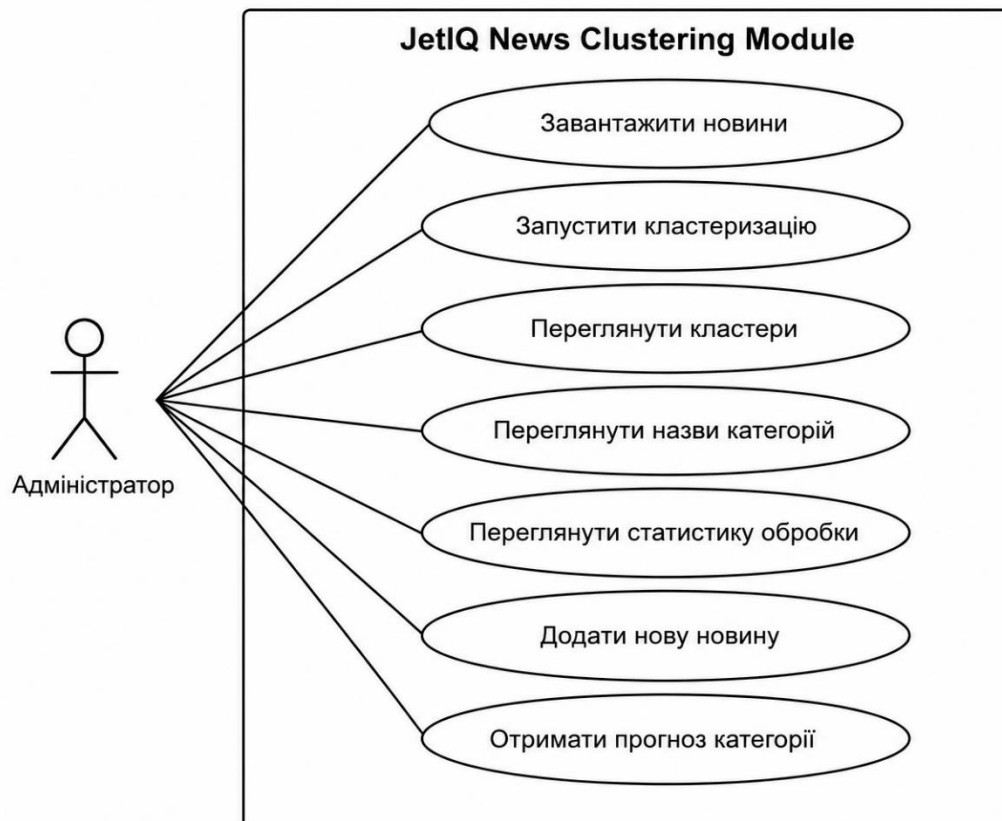 JetIQ News Clustering Module
Завантажити новини
Запустити кластеризацію
Переглянути кластери
Переглянути назви категорій
Адміністратор
Переглянути статистику обробки
Додати нову новину
Отримати прогноз категорії